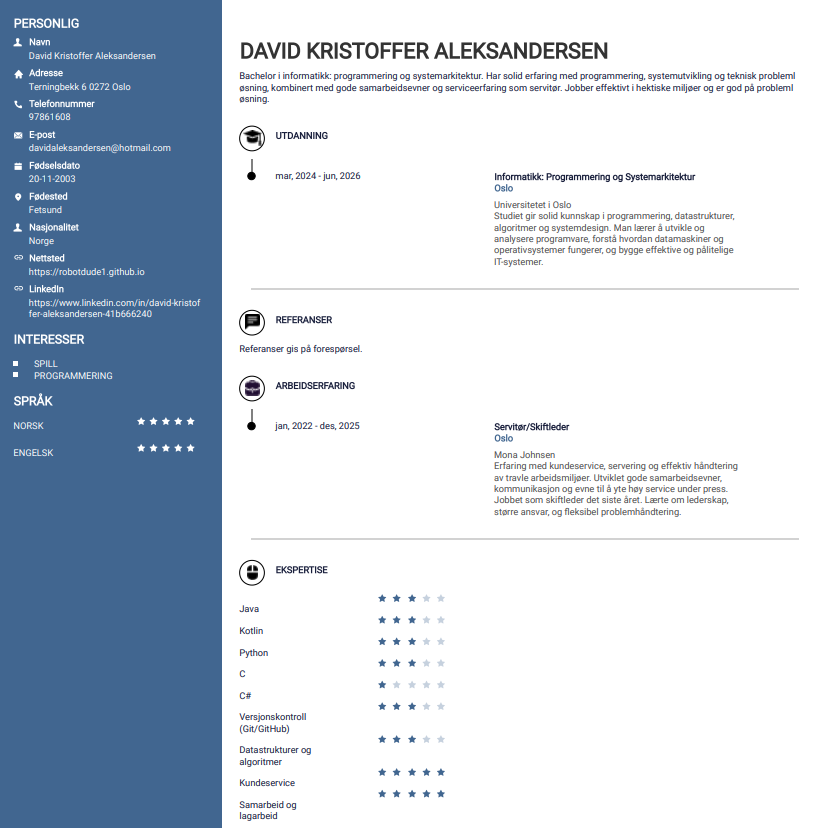 PERSONLIG
Navn
David Kristoffer Aleksandersen
Adresse
Terningbekk 6 0272 Oslo
Telefonnummer
97861608
E-post
davidaleksandersen@hotmail.com
Fødselsdato
20-11-2003
Fødested
Fetsund
Nasjonalitet
Norge
Nettsted
https://robotdude1.github.io
LinkedIn
https://www.linkedin.com/in/david-kristof
fer-aleksandersen-41b666240
INTERESSER
SPILL
PROGRAMMERING
SPRÅK
NORSK
ENGELSK
DAVID KRISTOFFER ALEKSANDERSEN
Bachelor i informatikk: programmering og systemarkitektur. Har solid erfaring med programmering, systemutvikling og teknisk probleml
øsning, kombinert med gode samarbeidsevner og serviceerfaring som servitør. Jobber effektivt i hektiske miljøer og er god på probleml
øsning.
UTDANNING
mar, 2024 - jun, 2026
Informatikk: Programmering og Systemarkitektur
Oslo
Universitetet i Oslo
Studiet gir solid kunnskap i programmering, datastrukturer,
algoritmer og systemdesign. Man lærer å utvikle og
analysere programvare, forstå hvordan datamaskiner og
operativsystemer fungerer, og bygge effektive og pålitelige
IT-systemer.
REFERANSER
Referanser gis på forespørsel.
ARBEIDSERFARING
jan, 2022 - des, 2025
Servitør/Skiftleder
Oslo
Mona Johnsen
Erfaring med kundeservice, servering og effektiv håndtering
av travle arbeidsmiljøer. Utviklet gode samarbeidsevner,
kommunikasjon og evne til å yte høy service under press.
Jobbet som skiftleder det siste året. Lærte om lederskap,
større ansvar, og fleksibel problemhåndtering.
EKSPERTISE
Java
Kotlin
Python
C
C#
Versjonskontroll
(Git/GitHub)
Datastrukturer og
algoritmer
Kundeservice
Samarbeid og
lagarbeid